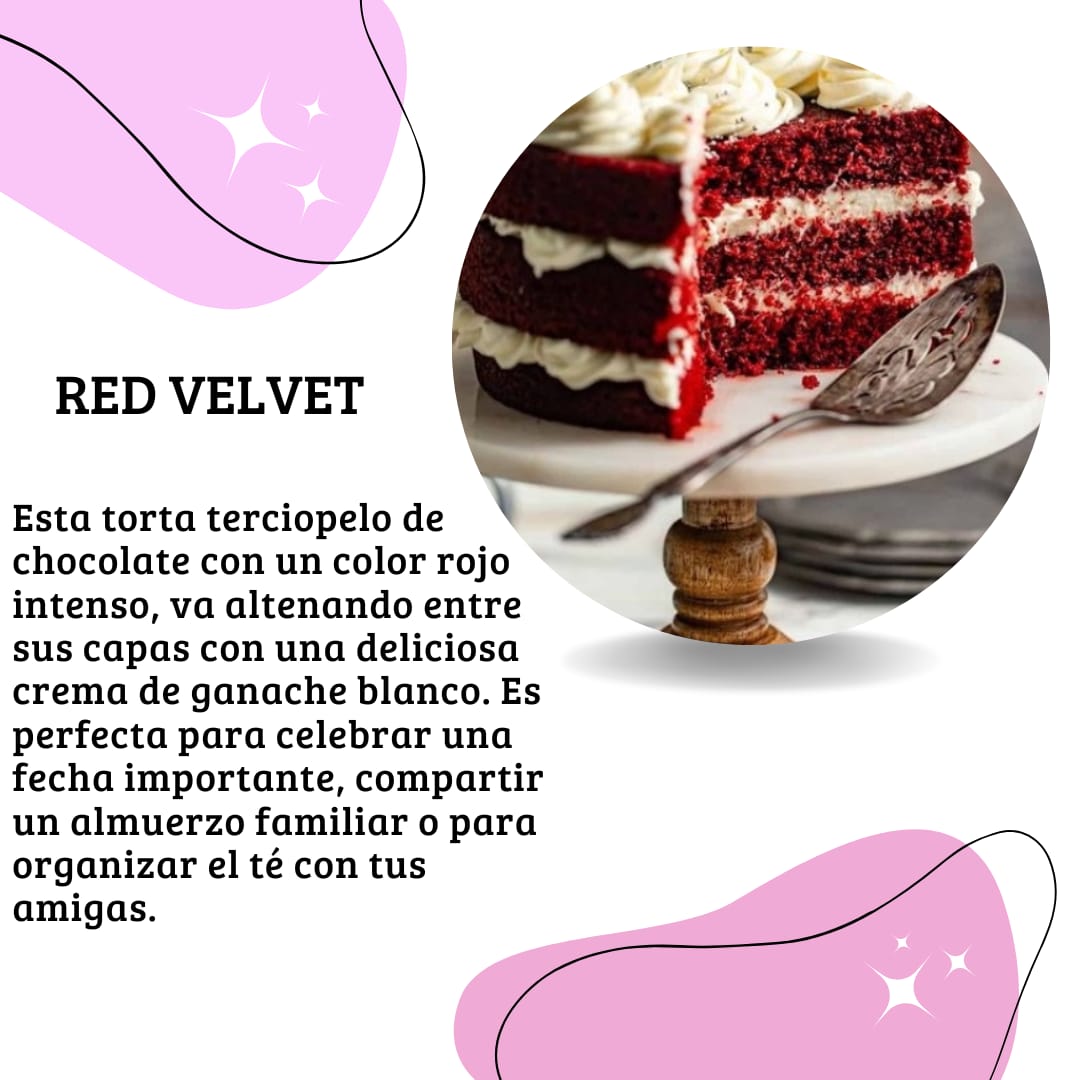 RED VELVET
Esta torta terciopelo de
chocolate con un color rojo
intenso, va altenando entre
sus capas con una deliciosa
crema de ganache blanco. Es
perfecta para celebrar una
fecha importante, compartir
un almuerzo familiar o para
organizar el té con tus
amigas.